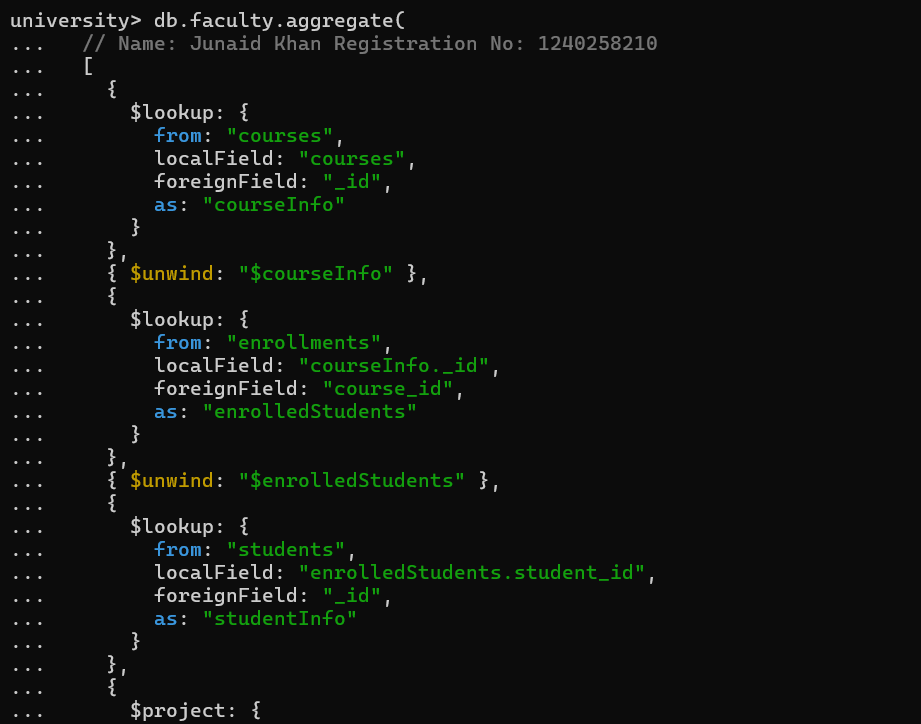 university> db.faculty.aggregate(
...   // Name: Junaid Khan Registration No: 1240258210
...   [
...     {
...       $lookup: {
...         from: "courses",
...         localField: "courses",
...         foreignField: "_id",
...         as: "courseInfo"
...       }
...     },
...     { $unwind: "$courseInfo" },
...     {
...       $lookup: {
...         from: "enrollments",
...         localField: "courseInfo._id",
...         foreignField: "course_id",
...         as: "enrolledStudents"
...       }
...     },
...     { $unwind: "$enrolledStudents" },
...     {
...       $lookup: {
...         from: "students",
...         localField: "enrolledStudents.student_id",
...         foreignField: "_id",
...         as: "studentInfo"
...       }
...     },
...     {
...       $project: {